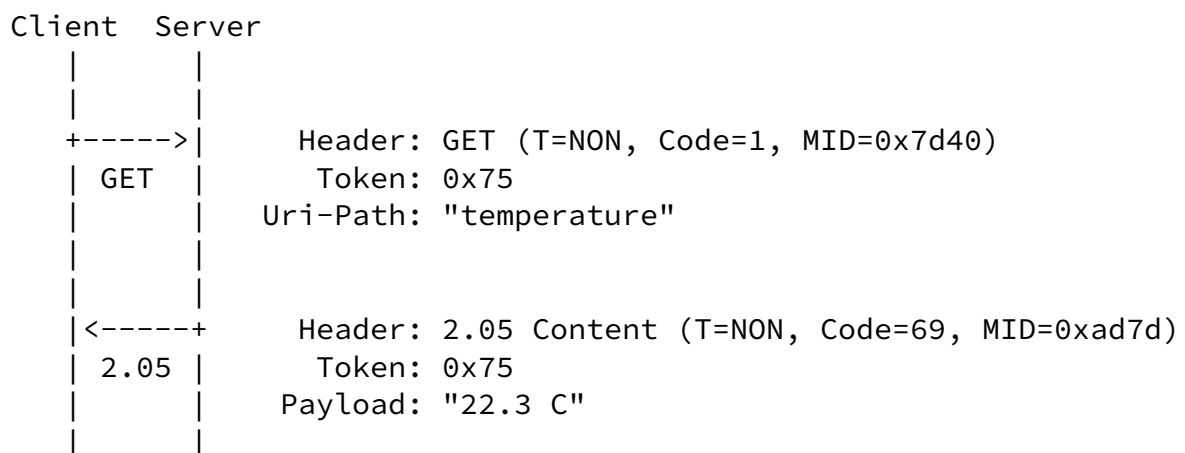 Client  Server
   |      |
   |      |
   +----->|     Header: GET (T=NON, Code=1, MID=0x7d40)
   | GET  |      Token: 0x75
   |      |   Uri-Path: "temperature"
   |      |
   |      |
   |<-----+     Header: 2.05 Content (T=NON, Code=69, MID=0xad7d)
   | 2.05 |      Token: 0x75
   |      |    Payload: "22.3 C"
   |      |